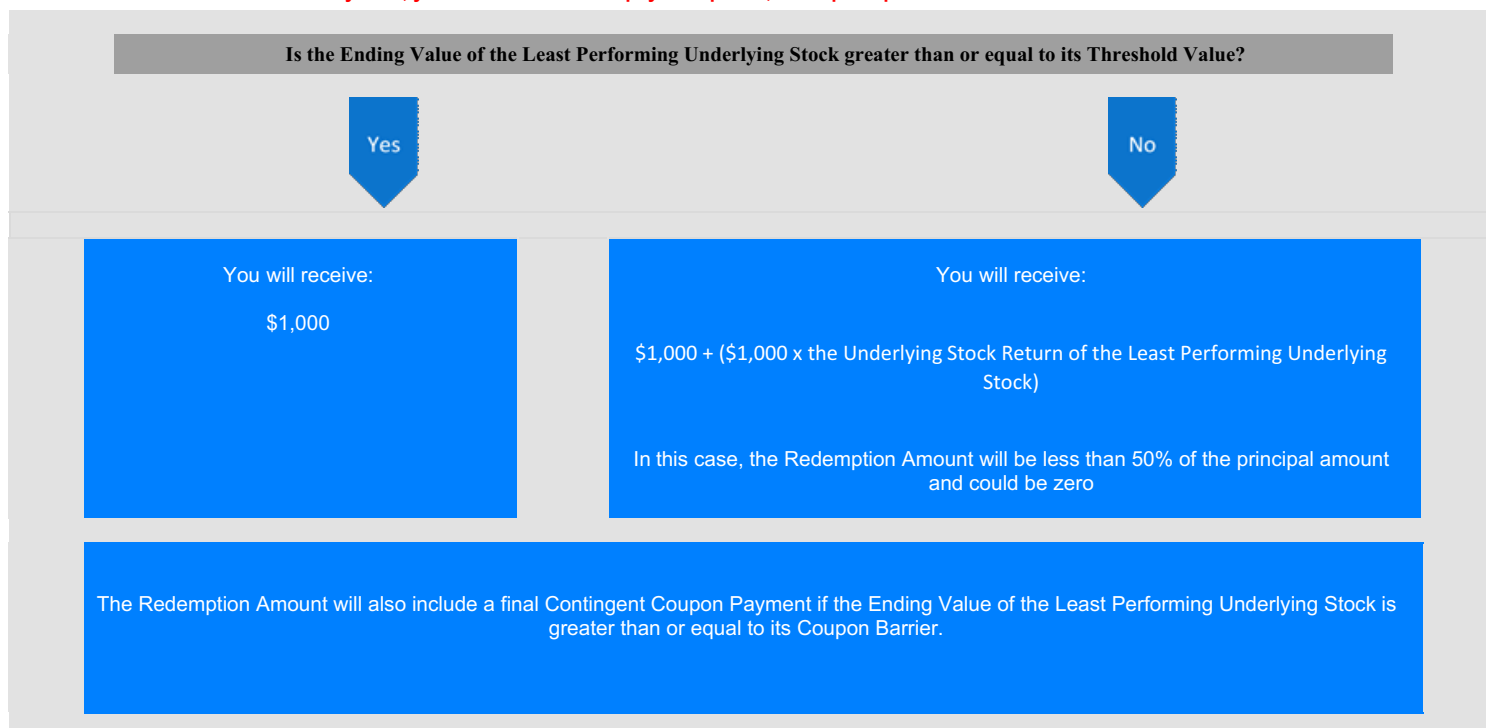 Is the Ending Value of the Least Performing Underlying Stock greater than or equal to its Threshold Value?
Yes
No
You will receive:
$1,000
You will receive:
$1,000 + ($1,000 x the Underlying Stock Return of the Least Performing Underlying
Stock)
In this case, the Redemption Amount will be less than 50% of the principal amount
and could be zero
The Redemption Amount will also include a final Contingent Coupon Payment if the Ending Value of the Least Performing Underlying Stock is
greater than or equal to its Coupon Barrier.